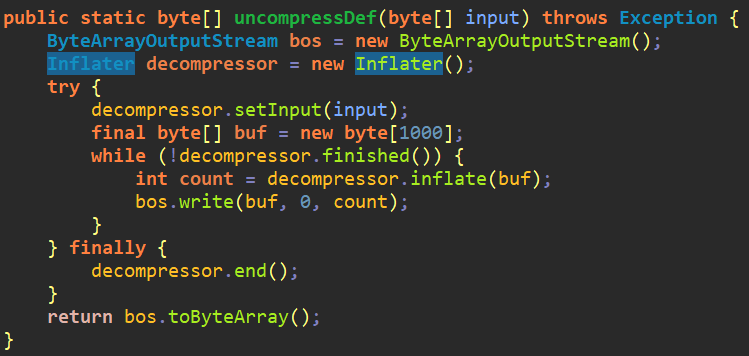 public static byte[] uncompressDef(byte[] input) throws Exception {
    ByteArrayOutputStream bos = new ByteArrayOutputStream();
    Inflater decompressor = new Inflater();
    try {
        decompressor.setInput(input);
        final byte[] buf = new byte[1000];
        while (!decompressor.finished()) {
            int count = decompressor.inflate(buf);
            bos.write(buf, 0, count);
        }
    } finally {
        decompressor.end();
    }
    return bos.toByteArray();
}